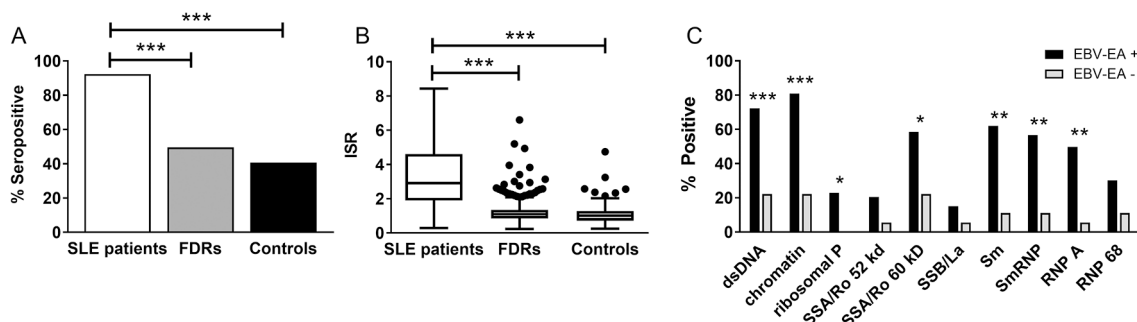 A
***
***
% Seropositive
100
80
60
40
20
0
SLE patients
FDRs
Controls
B
***
***
ISR
10
8
6
4
2
0
SLE patients
FDRs
Controls
C
EBV-EA +
EBV-EA -
% Positive
100
80
60
40
20
0
***
***
*
*
**
**
**
dsDNA
chromatin
ribosomal P
SSA/Ro 52 kd
SSA/Ro 60 kD
SSB/La
Sm
SmRNP
RNP A
RNP 68